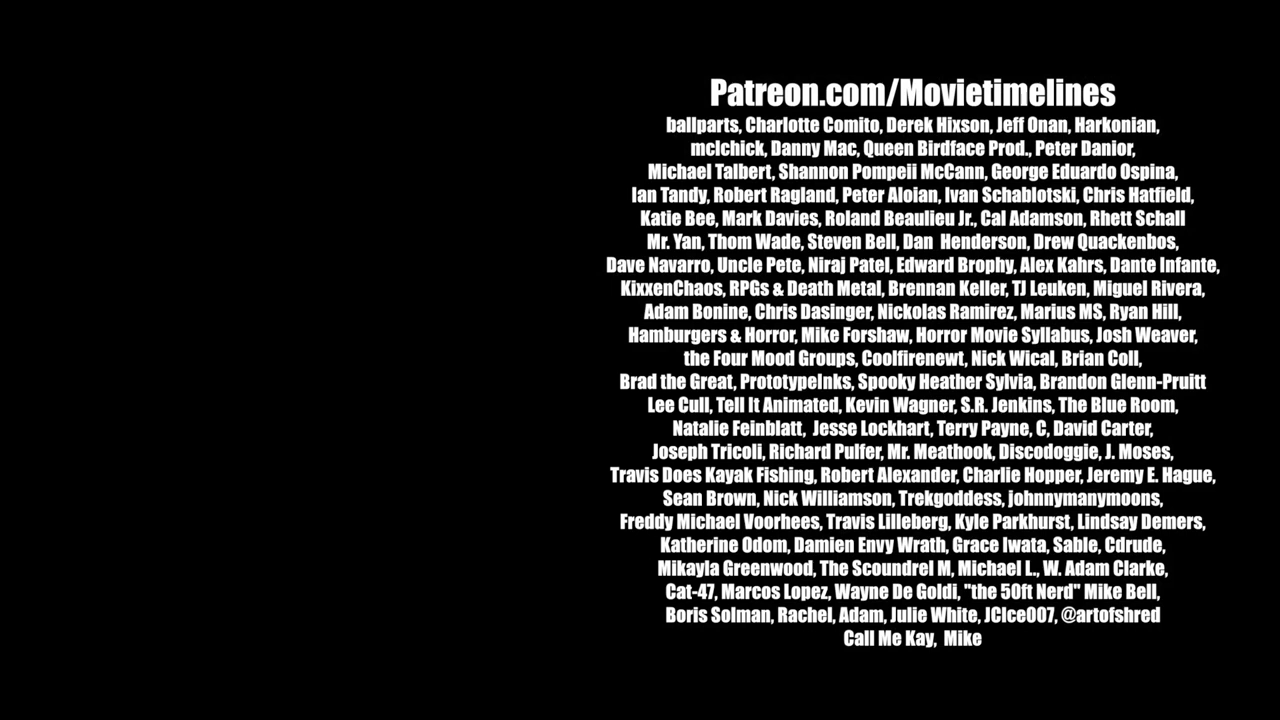 Patreon.com/Movietimelines
ballparts, Charlotte Comito, Derek Hixson, Jeff Onan, Harkonian,
mclchick, Danny Mac, Queen Birdface Prod., Peter Danior,
Michael Talbert, Shannon Pompeii McCann, George Eduardo Ospina,
Ian Tandy, Robert Ragland, Peter Aloian, Ivan Schablotski, Chris Hatfield,
Katie Bee, Mark Davies, Roland Beaulieu Jr., Cal Adamson, Rhett Schall
Mr. Yan, Thom Wade, Steven Bell, Dan  Henderson, Drew Quackenbos,
Dave Navarro, Uncle Pete, Niraj Patel, Edward Brophy, Alex Kahrs, Dante Infante,
KixxenChaos, RPGs & Death Metal, Brennan Keller, TJ Leuken, Miguel Rivera,
Adam Bonine, Chris Dasinger, Nickolas Ramirez, Marius MS, Ryan Hill,
Hamburgers & Horror, Mike Forshaw, Horror Movie Syllabus, Josh Weaver,
the Four Mood Groups, Coolfirenewt, Nick Wical, Brian Coll,
Brad the Great, PrototypeInks, Spooky Heather Sylvia, Brandon Glenn-Pruitt
Lee Cull, Tell It Animated, Kevin Wagner, S.R. Jenkins, The Blue Room,
Natalie Feinblatt,  Jesse Lockhart, Terry Payne, C, David Carter,
Joseph Tricoli, Richard Pulfer, Mr. Meathook, Discodoggie, J. Moses,
Travis Does Kayak Fishing, Robert Alexander, Charlie Hopper, Jeremy E. Hague,
Sean Brown, Nick Williamson, Trekgoddess, johnnymanymoons,
Freddy Michael Voorhees, Travis Lilleberg, Kyle Parkhurst, Lindsay Demers,
Katherine Odom, Damien Envy Wrath, Grace Iwata, Sable, Cdrude,
Mikayla Greenwood, The Scoundrel M, Michael L., W. Adam Clarke,
Cat-47, Marcos Lopez, Wayne De Goldi, "the 50ft Nerd" Mike Bell,
Boris Solman, Rachel, Adam, Julie White, JCIce007, @artofshred
Call Me Kay,  Mike